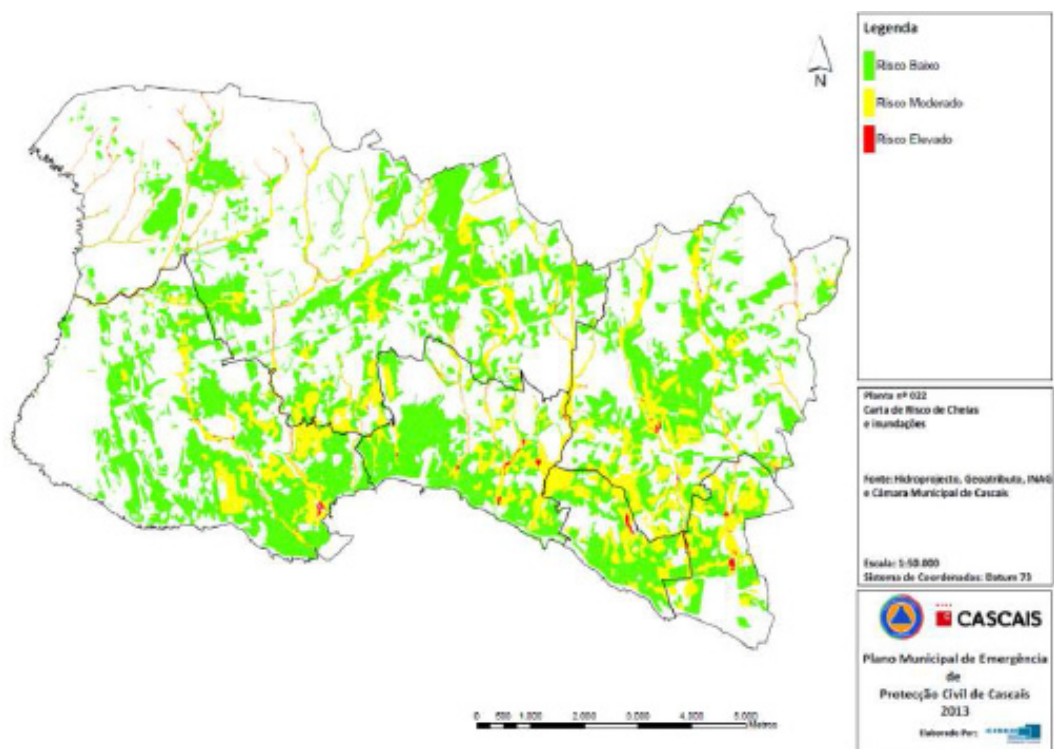 Legenda
Risco Baixo
Risco Moderado
Risco Elevado
N
Planta nº 022
Carta de Risco de Cheias
e inundações
Fonte: Hidroprojecto, Geoatributo, INAG
e Câmara Municipal de Cascais
Escala: 1:50.000
Sistema de Coordenadas: Datum 73
CASCAIS
Plano Municipal de Emergência
de
Protecção Civil de Cascais
2013
Elaborado Por:
0 500 1.000 2.000 3.000 4.000 5.000
Metros